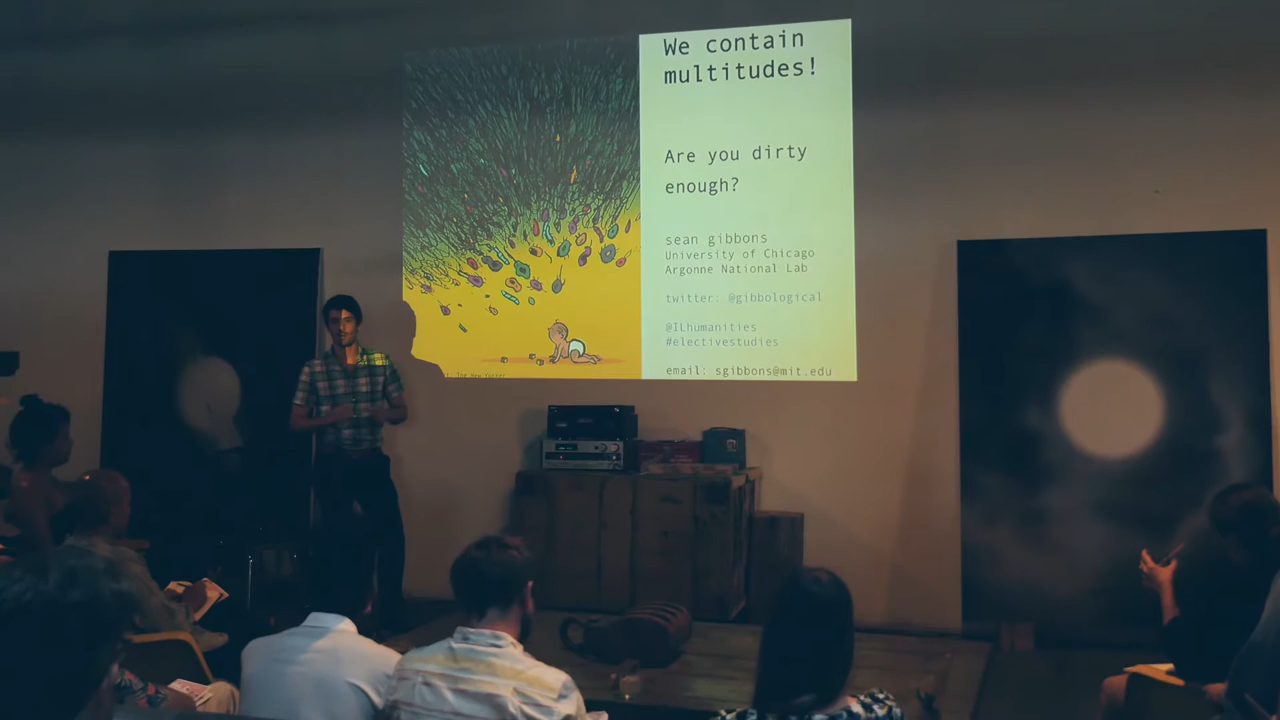 We contain
multitudes!
Are you dirty
enough?
sean gibbons
University of Chicago
Argonne National Lab
twitter: @gibbological
@ILhumanities
#electivestudies
email: sgibbons@mit.edu